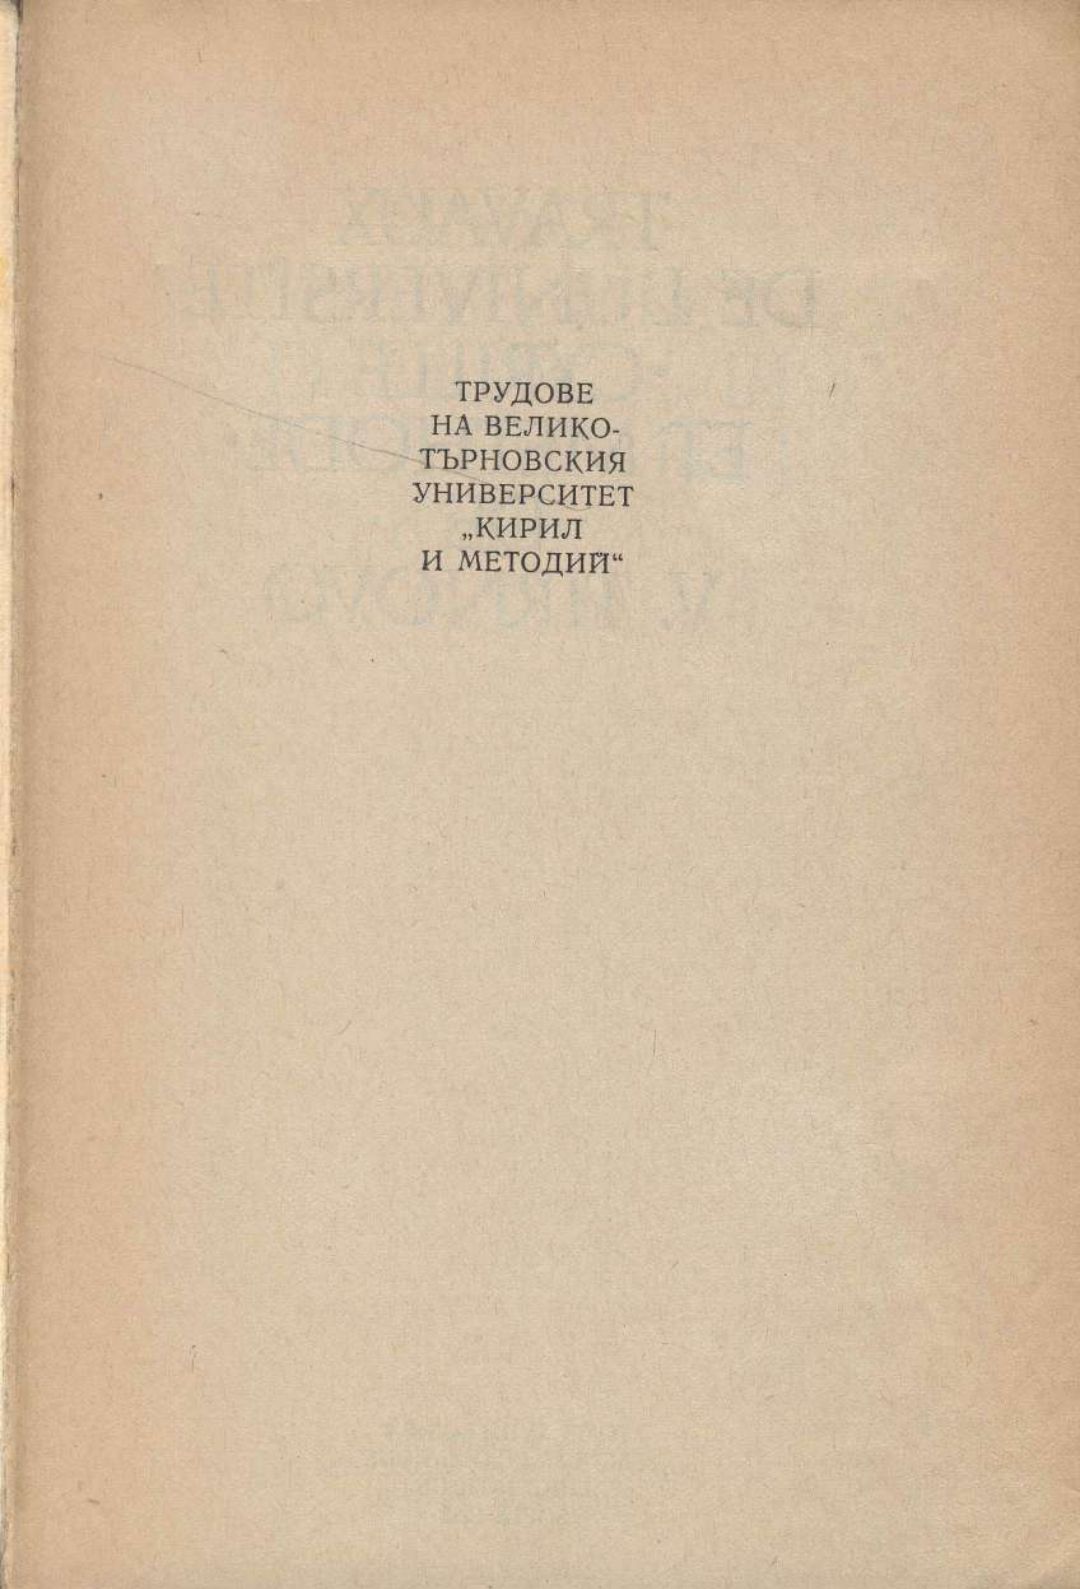 ТРУДОВЕ
НА ВЕЛИКО-
ТЪРНОВСКИЯ
УНИВЕРСИТЕТ
„КИРИЛ
И МЕТОДИЙ“